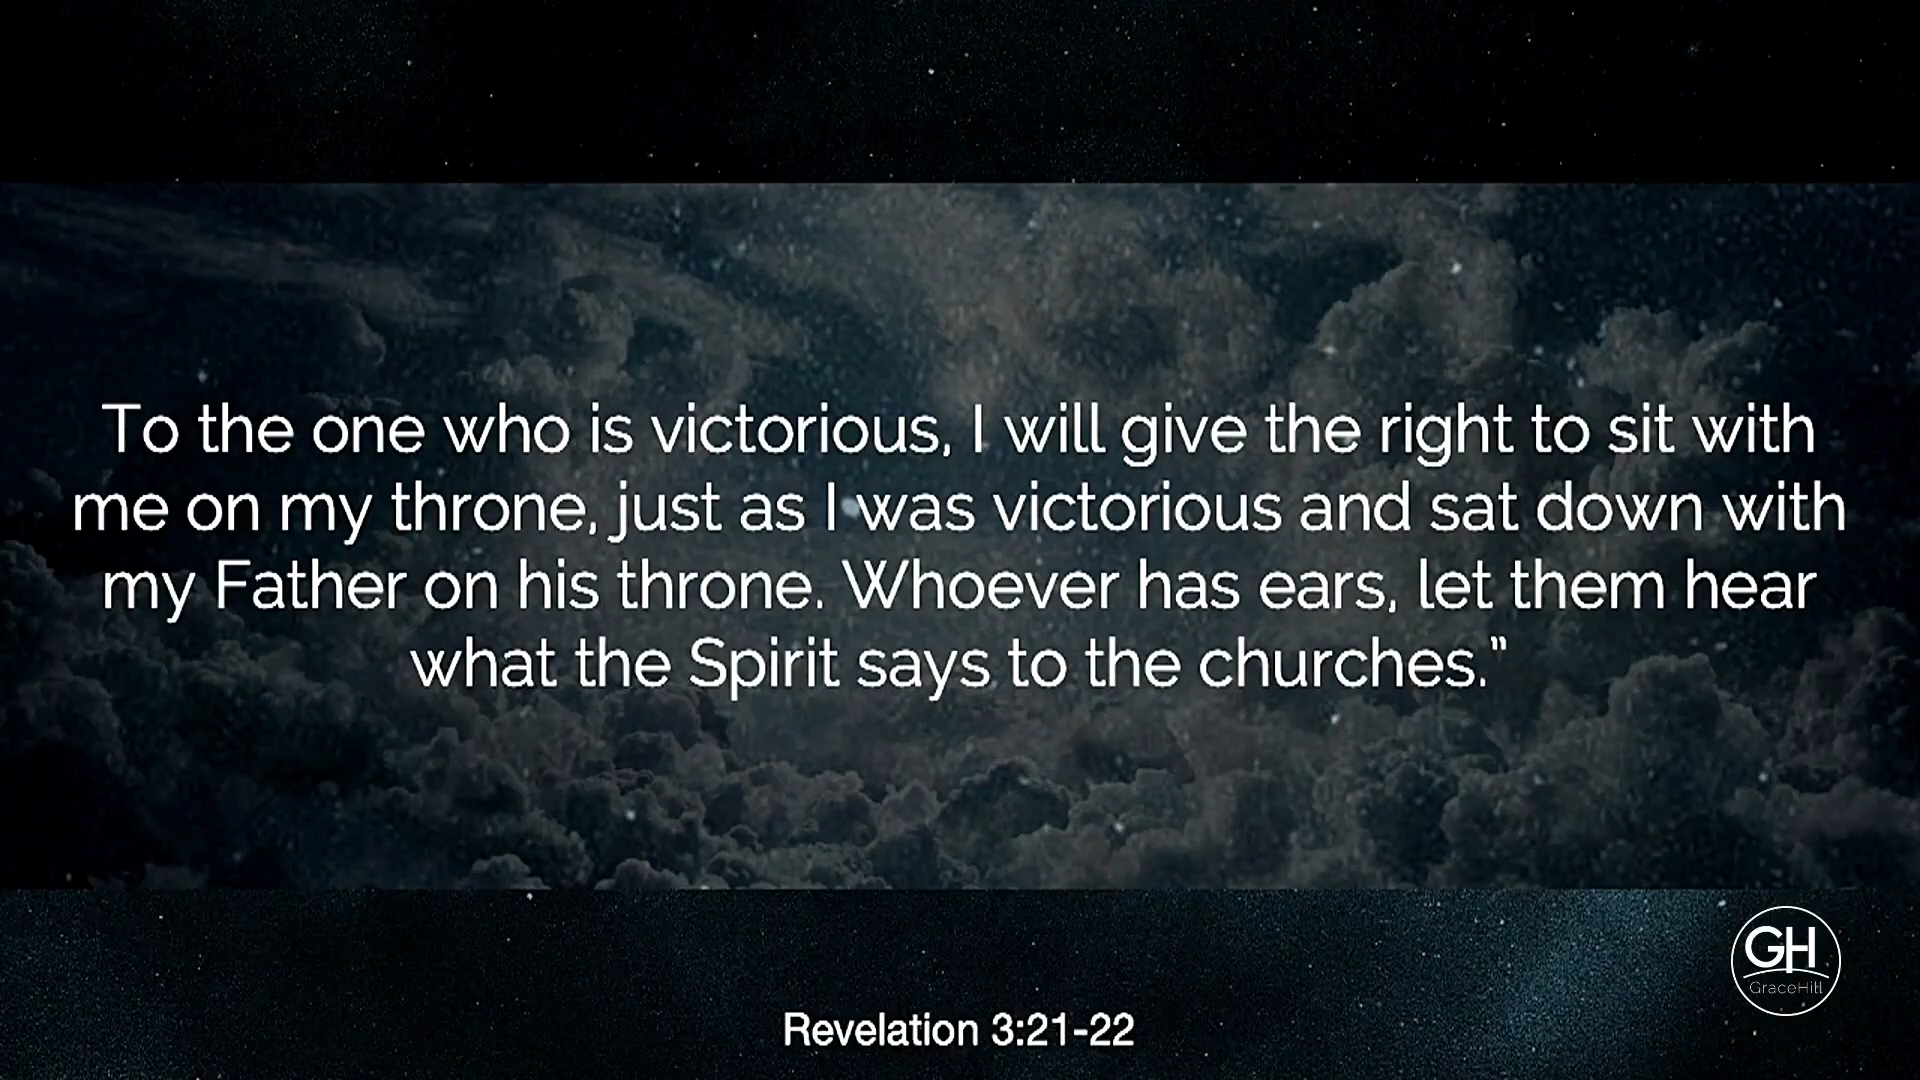 To the one who is victorious, I will give the right to sit with
me on my throne, just as I was victorious and sat down with
my Father on his throne. Whoever has ears, let them hear
what the Spirit says to the churches.”
GH
GraceHill
Revelation 3:21-22